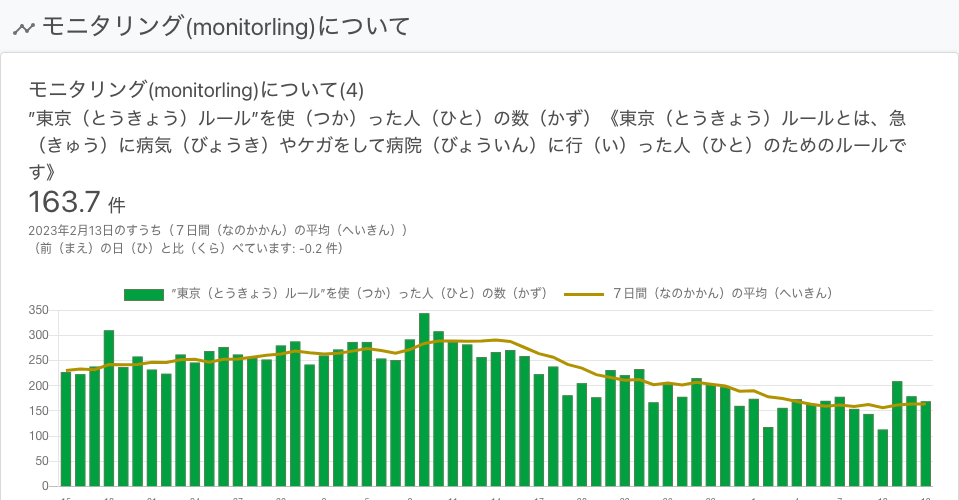 モニタリング(monitorling)について
モニタリング(monitorling)について(4)
”東京（とうきょう）ルール”を使（つか）った人（ひと）の数（かず）《東京（とうきょう）ルールとは、急
（きゅう）に病気（びょうき）やケガをして病院（びょういん）に行（い）った人（ひと）のためのルールで
す》
163.7 件
2023年2月13日のすうち（７日間（なのかかん）の平均（へいきん））
（前（まえ）の日（ひ）と比（くら）べています: -0.2 件）
”東京（とうきょう）ルール”を使（つか）った人（ひと）の数（かず） ７日間（なのかかん）の平均（へいきん）
350
300
250
200
150
100
50
0